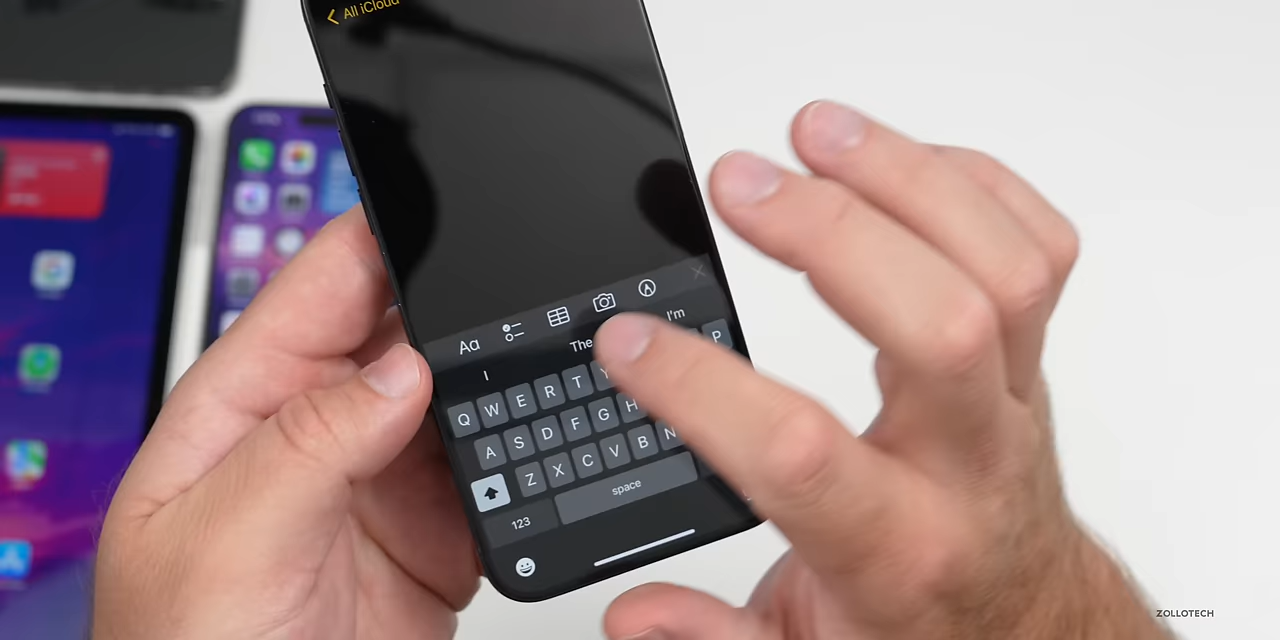 All iCloud
Aa
I The I'm
Q W E R T Y P
A S D F G H
Z X C V B N
space
123
ZOLLOTECH